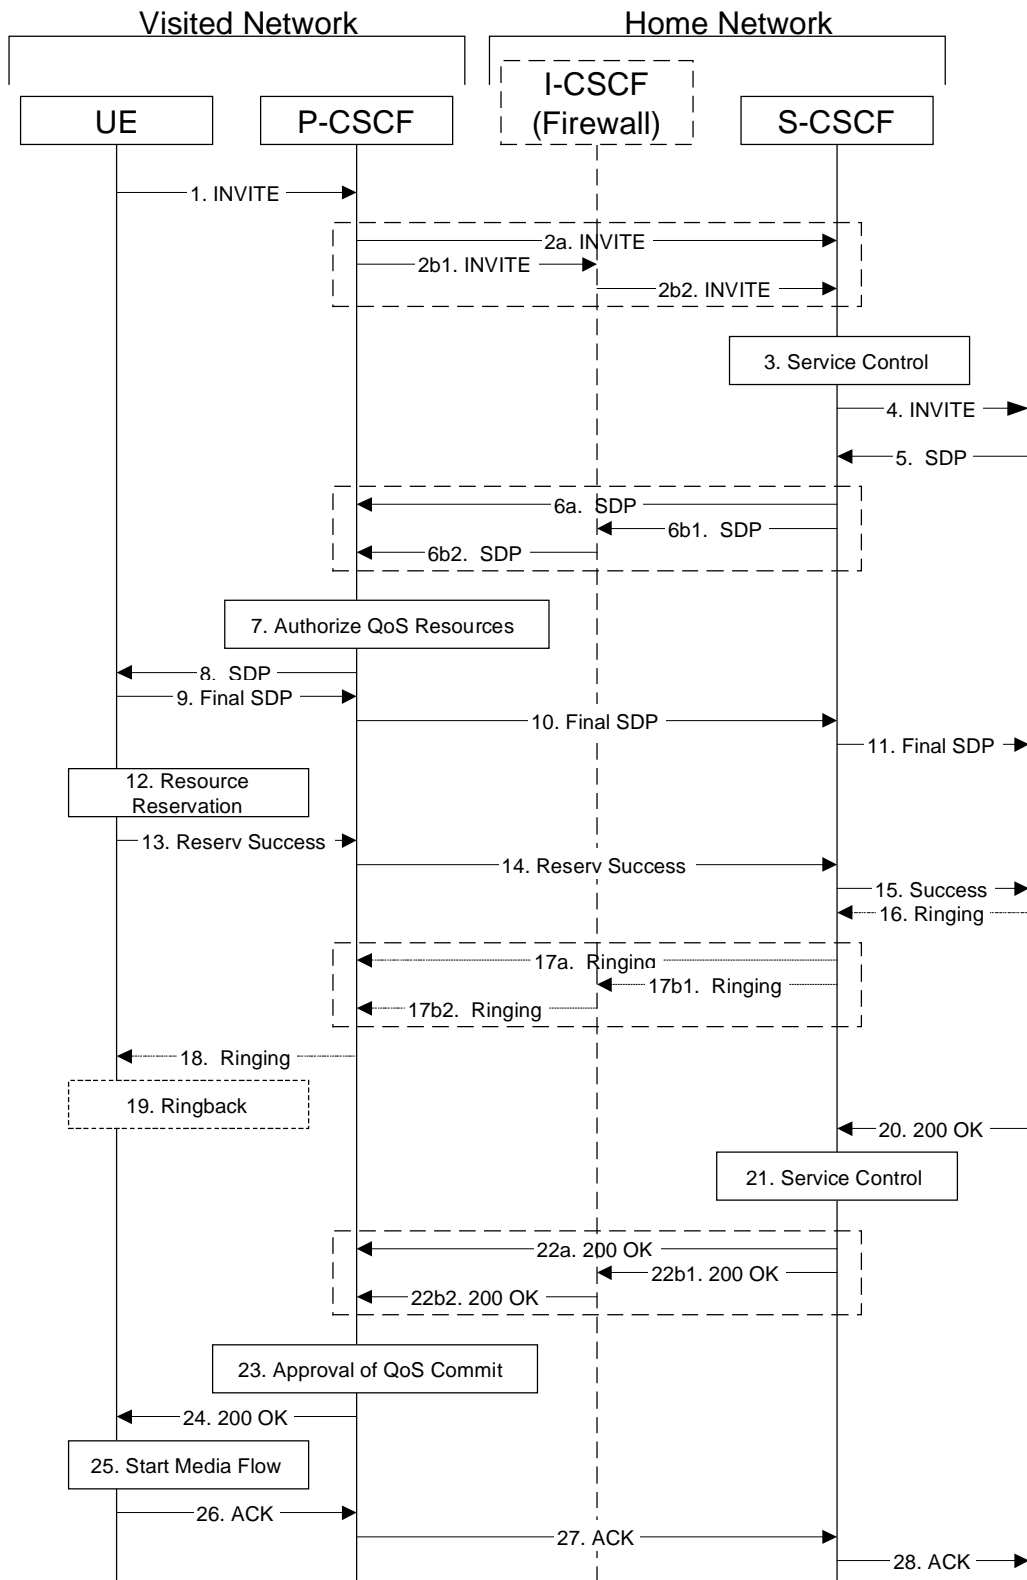 Visited Network
Home Network
UE
P-CSCF
I-CSCF
(Firewall)
S-CSCF
1. INVITE
2a. INVITE
2b1. INVITE
2b2. INVITE
3. Service Control
4. INVITE
5. SDP
6a. SDP
6b1. SDP
6b2. SDP
7. Authorize QoS Resources
8. SDP
9. Final SDP
10. Final SDP
11. Final SDP
12. Resource
Reservation
13. Reserv Success
14. Reserv Success
15. Success
16. Ringing
17a. Ringing
17b1. Ringing
17b2. Ringing
18. Ringing
19. Ringback
20. 200 OK
21. Service Control
22a. 200 OK
22b1. 200 OK
22b2. 200 OK
23. Approval of QoS Commit
24. 200 OK
25. Start Media Flow
26. ACK
27. ACK
28. ACK